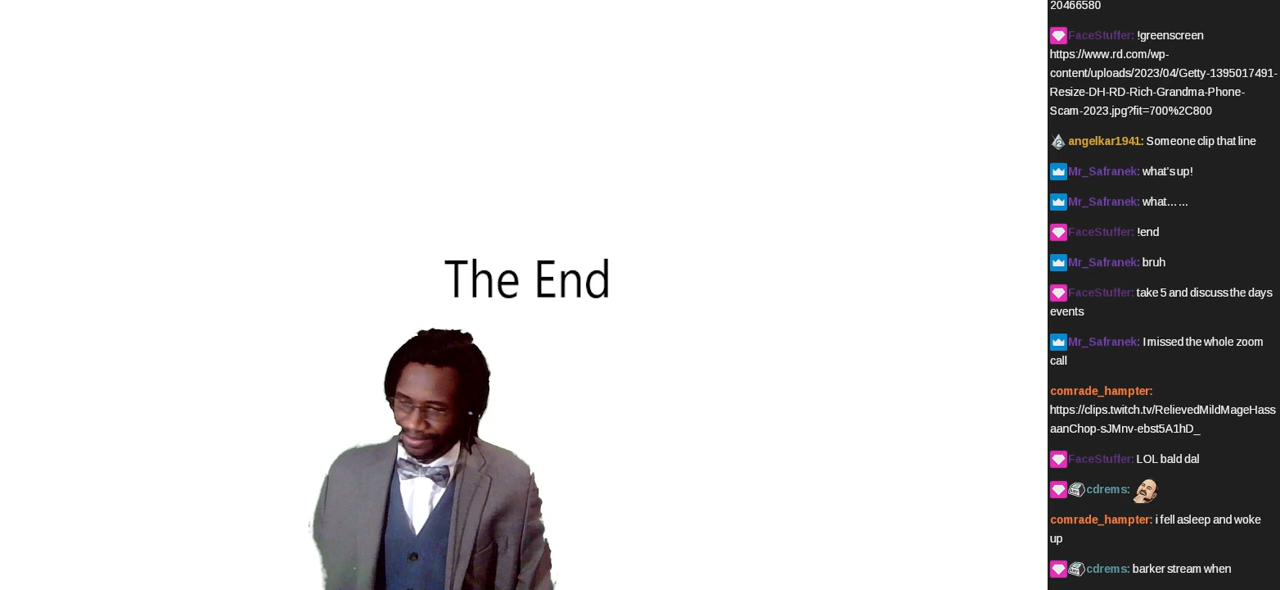 The End
20466580
FaceStuffer: !greenscreen
https://www.rd.com/wp-
content/uploads/2023/04/Getty-1395017491-
Resize-DH-RD-Rich-Grandma-Phone-
Scam-2023.jpg?fit=700%2C800
2 angelkar1941: Someone clip that line
Mr_Safranek: what's up!
Mr_Safranek: what... ...
FaceStuffer: !end
Mr_Safranek: bruh
FaceStuffer: take 5 and discuss the days
events
Mr_Safranek: I missed the whole zoom
call
comrade_hampter:
https://clips.twitch.tv/RelievedMildMageHass
aanChop-sJMnv-ebst5A1hD_
FaceStuffer: LOL bald dal
cdrems:
comrade_hampter: i fell asleep and woke
up
cdrems: barker stream when